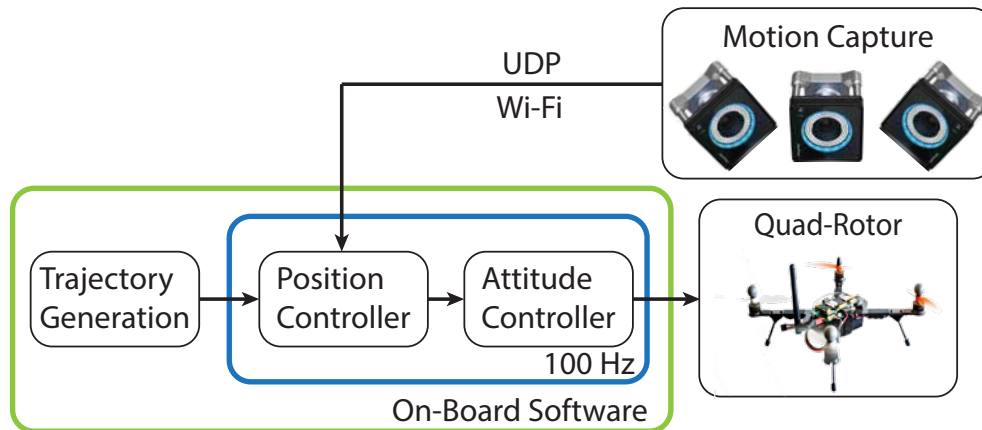 Motion Capture
UDP
Wi-Fi
Quad-Rotor
Trajectory
Generation
Position
Controller
Attitude
Controller
100 Hz
On-Board Software